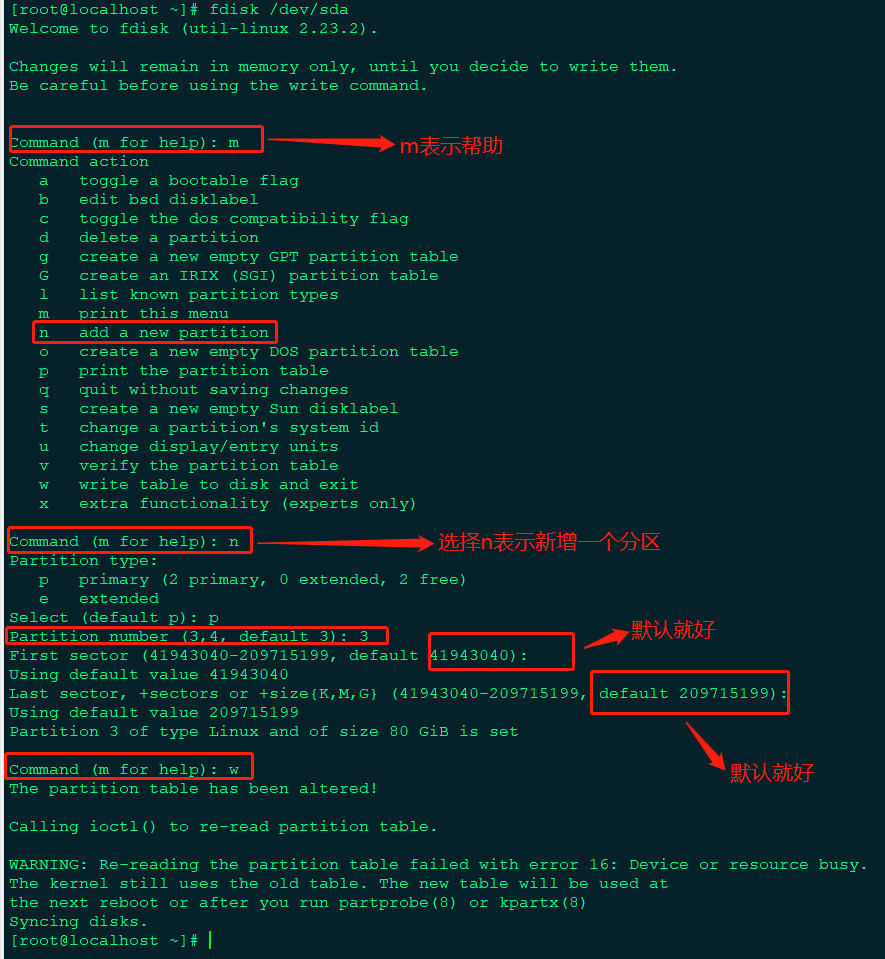 [root@localhost ~]# fdisk /dev/sda
Welcome to fdisk (util-linux 2.23.2).
Changes will remain in memory only, until you decide to write them.
Be careful before using the write command.
Command (m for help): m
m表示帮助
Command action
a   toggle a bootable flag
b   edit bsd disklabel
c   toggle the dos compatibility flag
d   delete a partition
g   create a new empty GPT partition table
G   create an IRIX (SGI) partition table
l   list known partition types
m   print this menu
n   add a new partition
o   create a new empty DOS partition table
p   print the partition table
q   quit without saving changes
s   create a new empty Sun disklabel
t   change a partition's system id
u   change display/entry units
v   verify the partition table
w   write table to disk and exit
x   extra functionality (experts only)
Command (m for help): n
选择n表示新增一个分区
Partition type:
p   primary (2 primary, 0 extended, 2 free)
e   extended
Select (default p): p
Partition number (3,4, default 3): 3
默认就好
First sector (41943040-209715199, default 41943040):
Using default value 41943040
Last sector, +sectors or +size{K,M,G} (41943040-209715199, default 209715199):
Using default value 209715199
Partition 3 of type Linux and of size 80 GiB is set
Command (m for help): w
默认就好
The partition table has been altered!
Calling ioctl() to re-read partition table.
WARNING: Re-reading the partition table failed with error 16: Device or resource busy.
The kernel still uses the old table. The new table will be used at
the next reboot or after you run partprobe(8) or kpartx(8)
Syncing disks.
[root@localhost ~]#